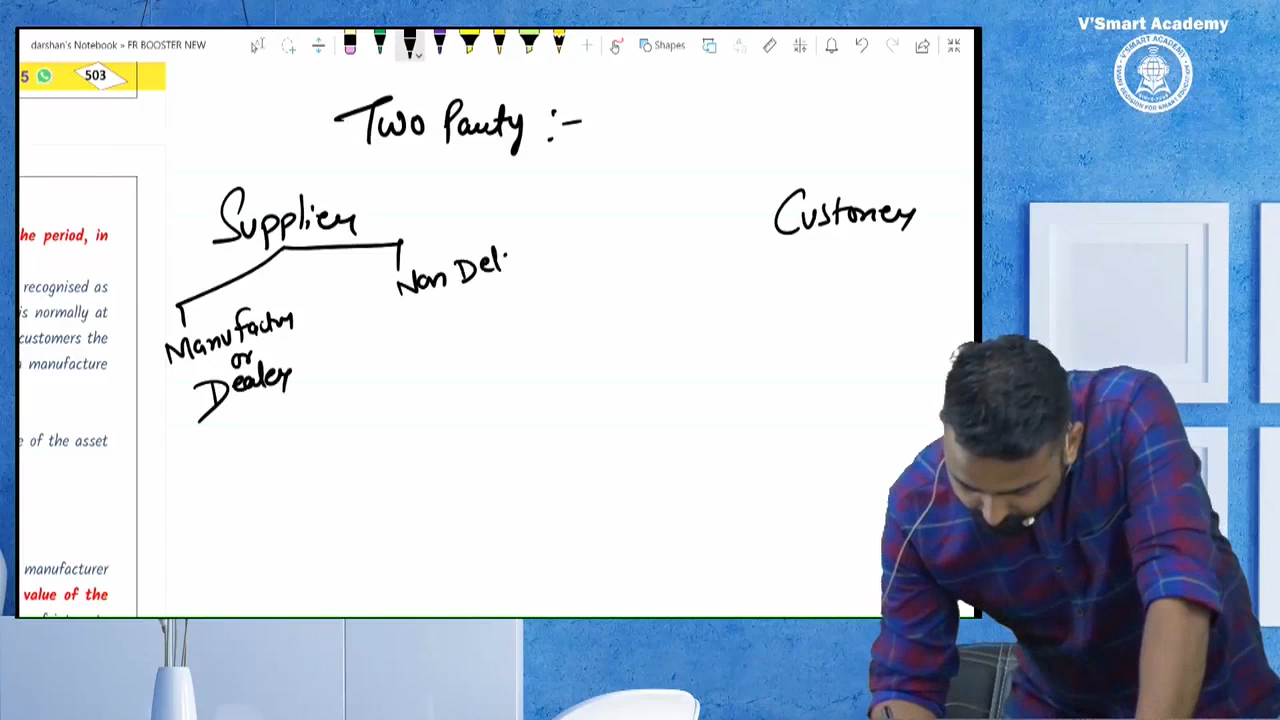 V'Smart Academy
darshan's Notebook » FR BOOSTER NEW
Shapes
5
503
Two Party :-
Supplier
Customer
Manufactur
or
Dealer
Non Del
he period, in
recognised as
is normally at
customers the
manufacture
e of the asset
manufacturer
value of the